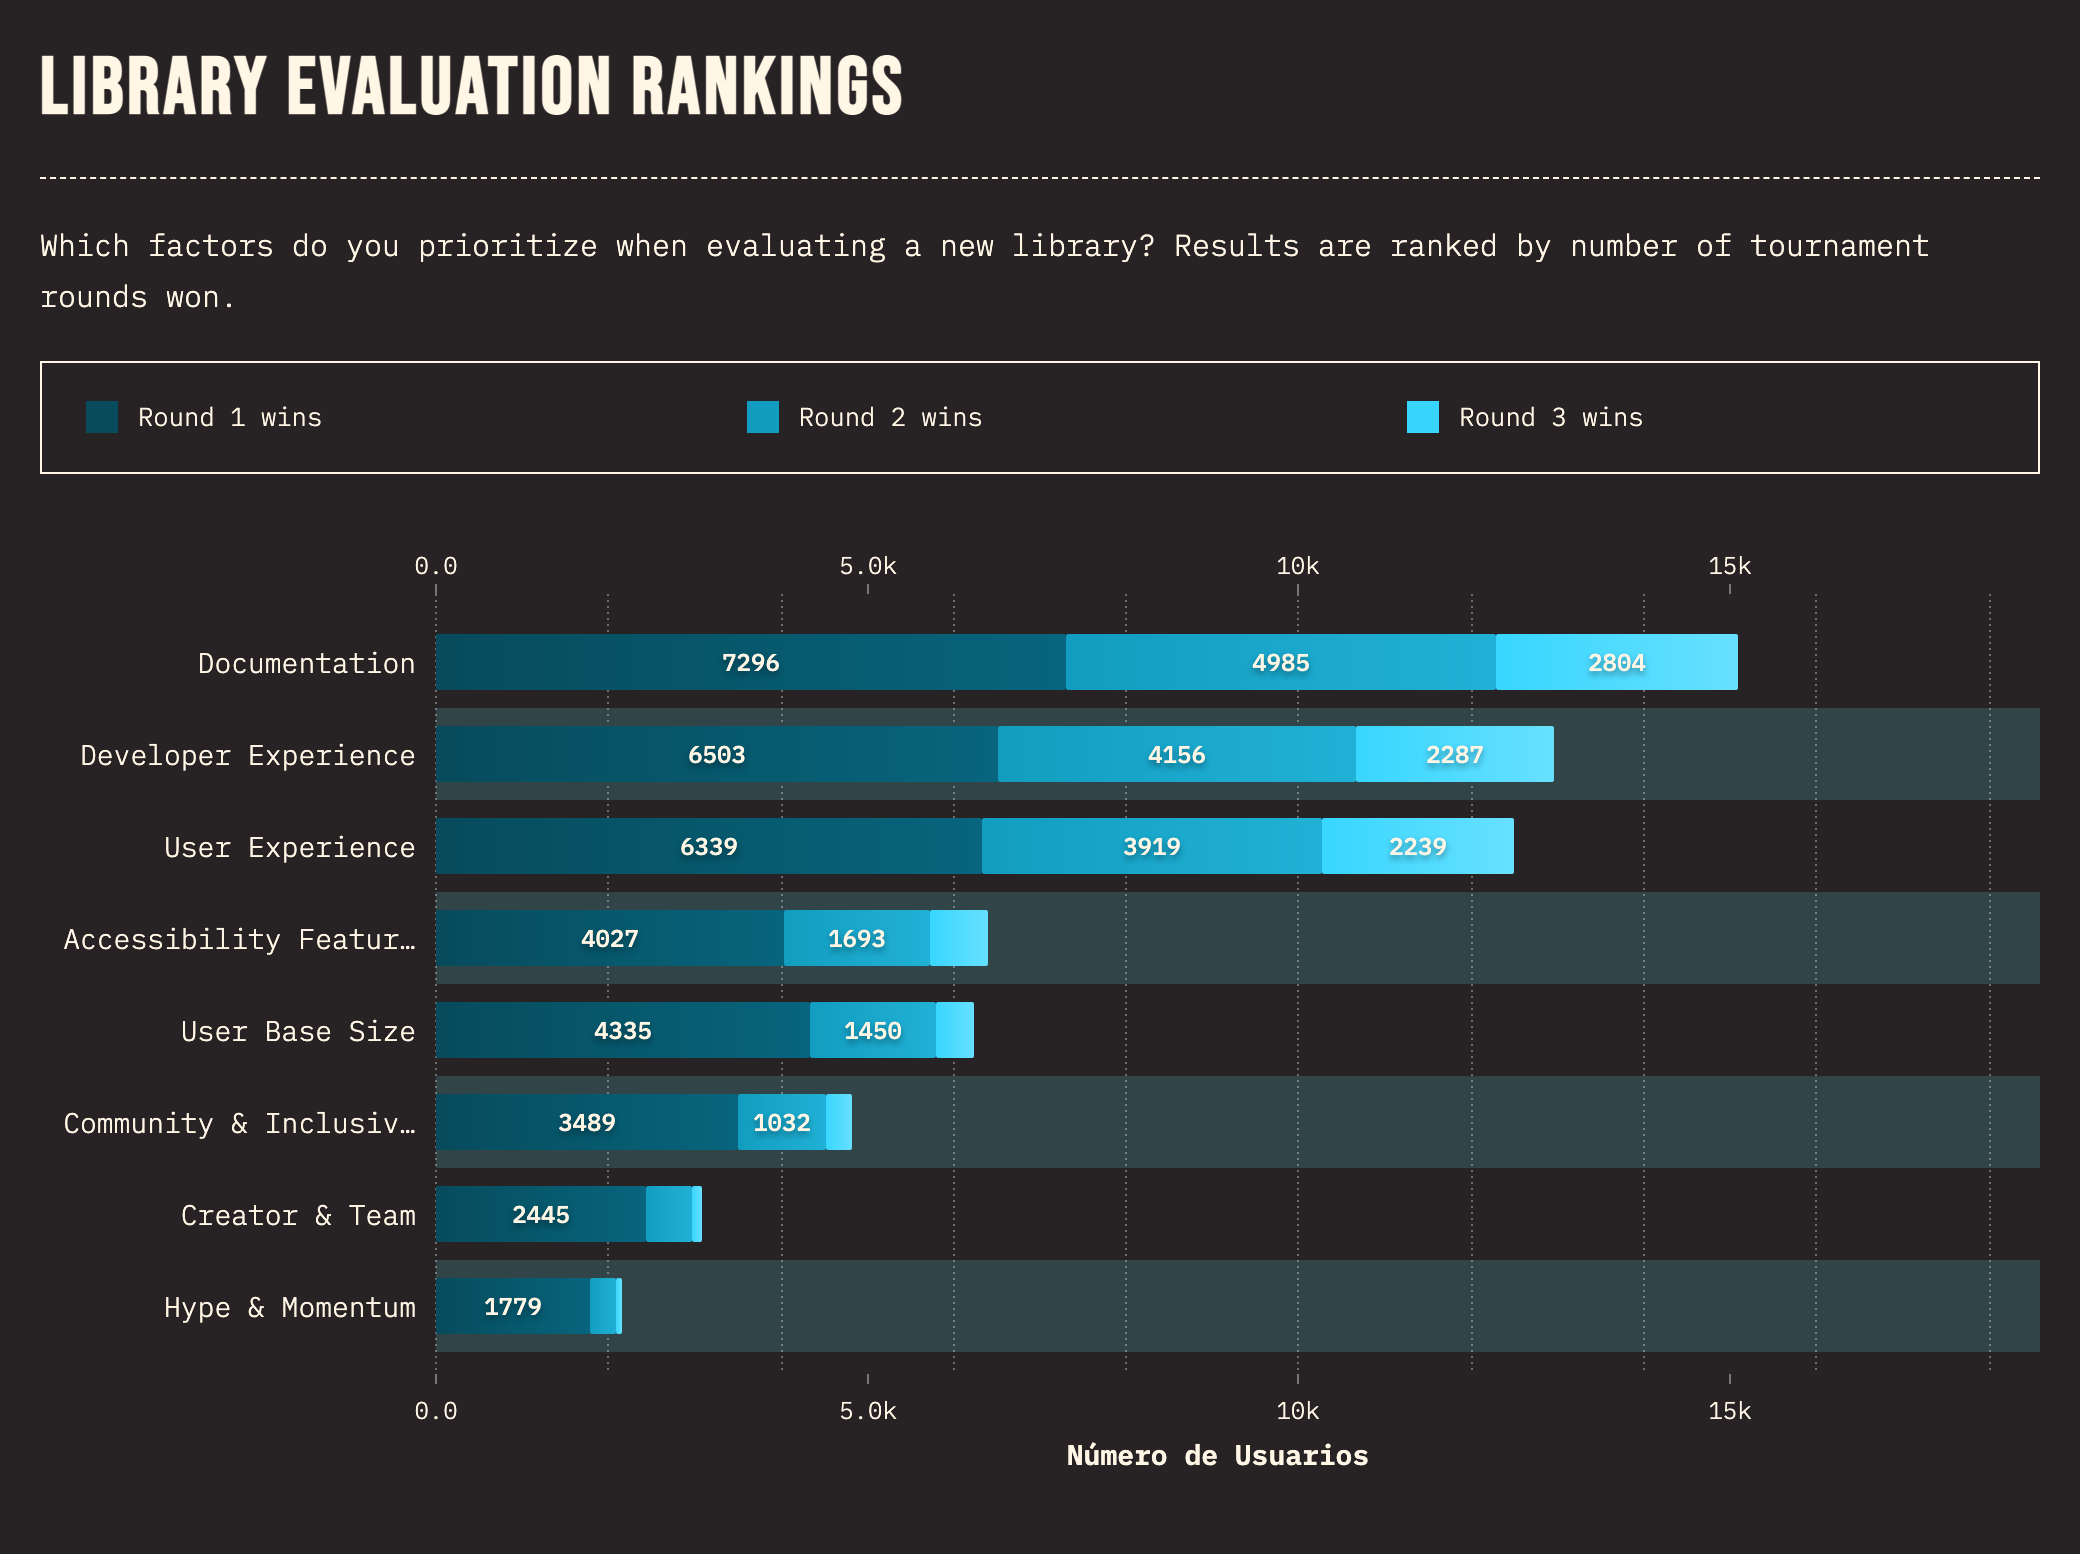 LIBRARY EVALUATION RANKINGS
Which factors do you prioritize when evaluating a new library? Results are ranked by number of tournament
rounds won.
Round 1 wins Round 2 wins Round 3 wins
0.0 5.0k 10k 15k
Documentation 7296 4985 2804
Developer Experience 6503 4156 2287
User Experience 6339 3919 2239
Accessibility Featur… 4027 1693
User Base Size 4335 1450
Community & Inclusiv… 3489 1032
Creator & Team 2445
Hype & Momentum 1779
0.0 5.0k 10k 15k
Número de Usuarios